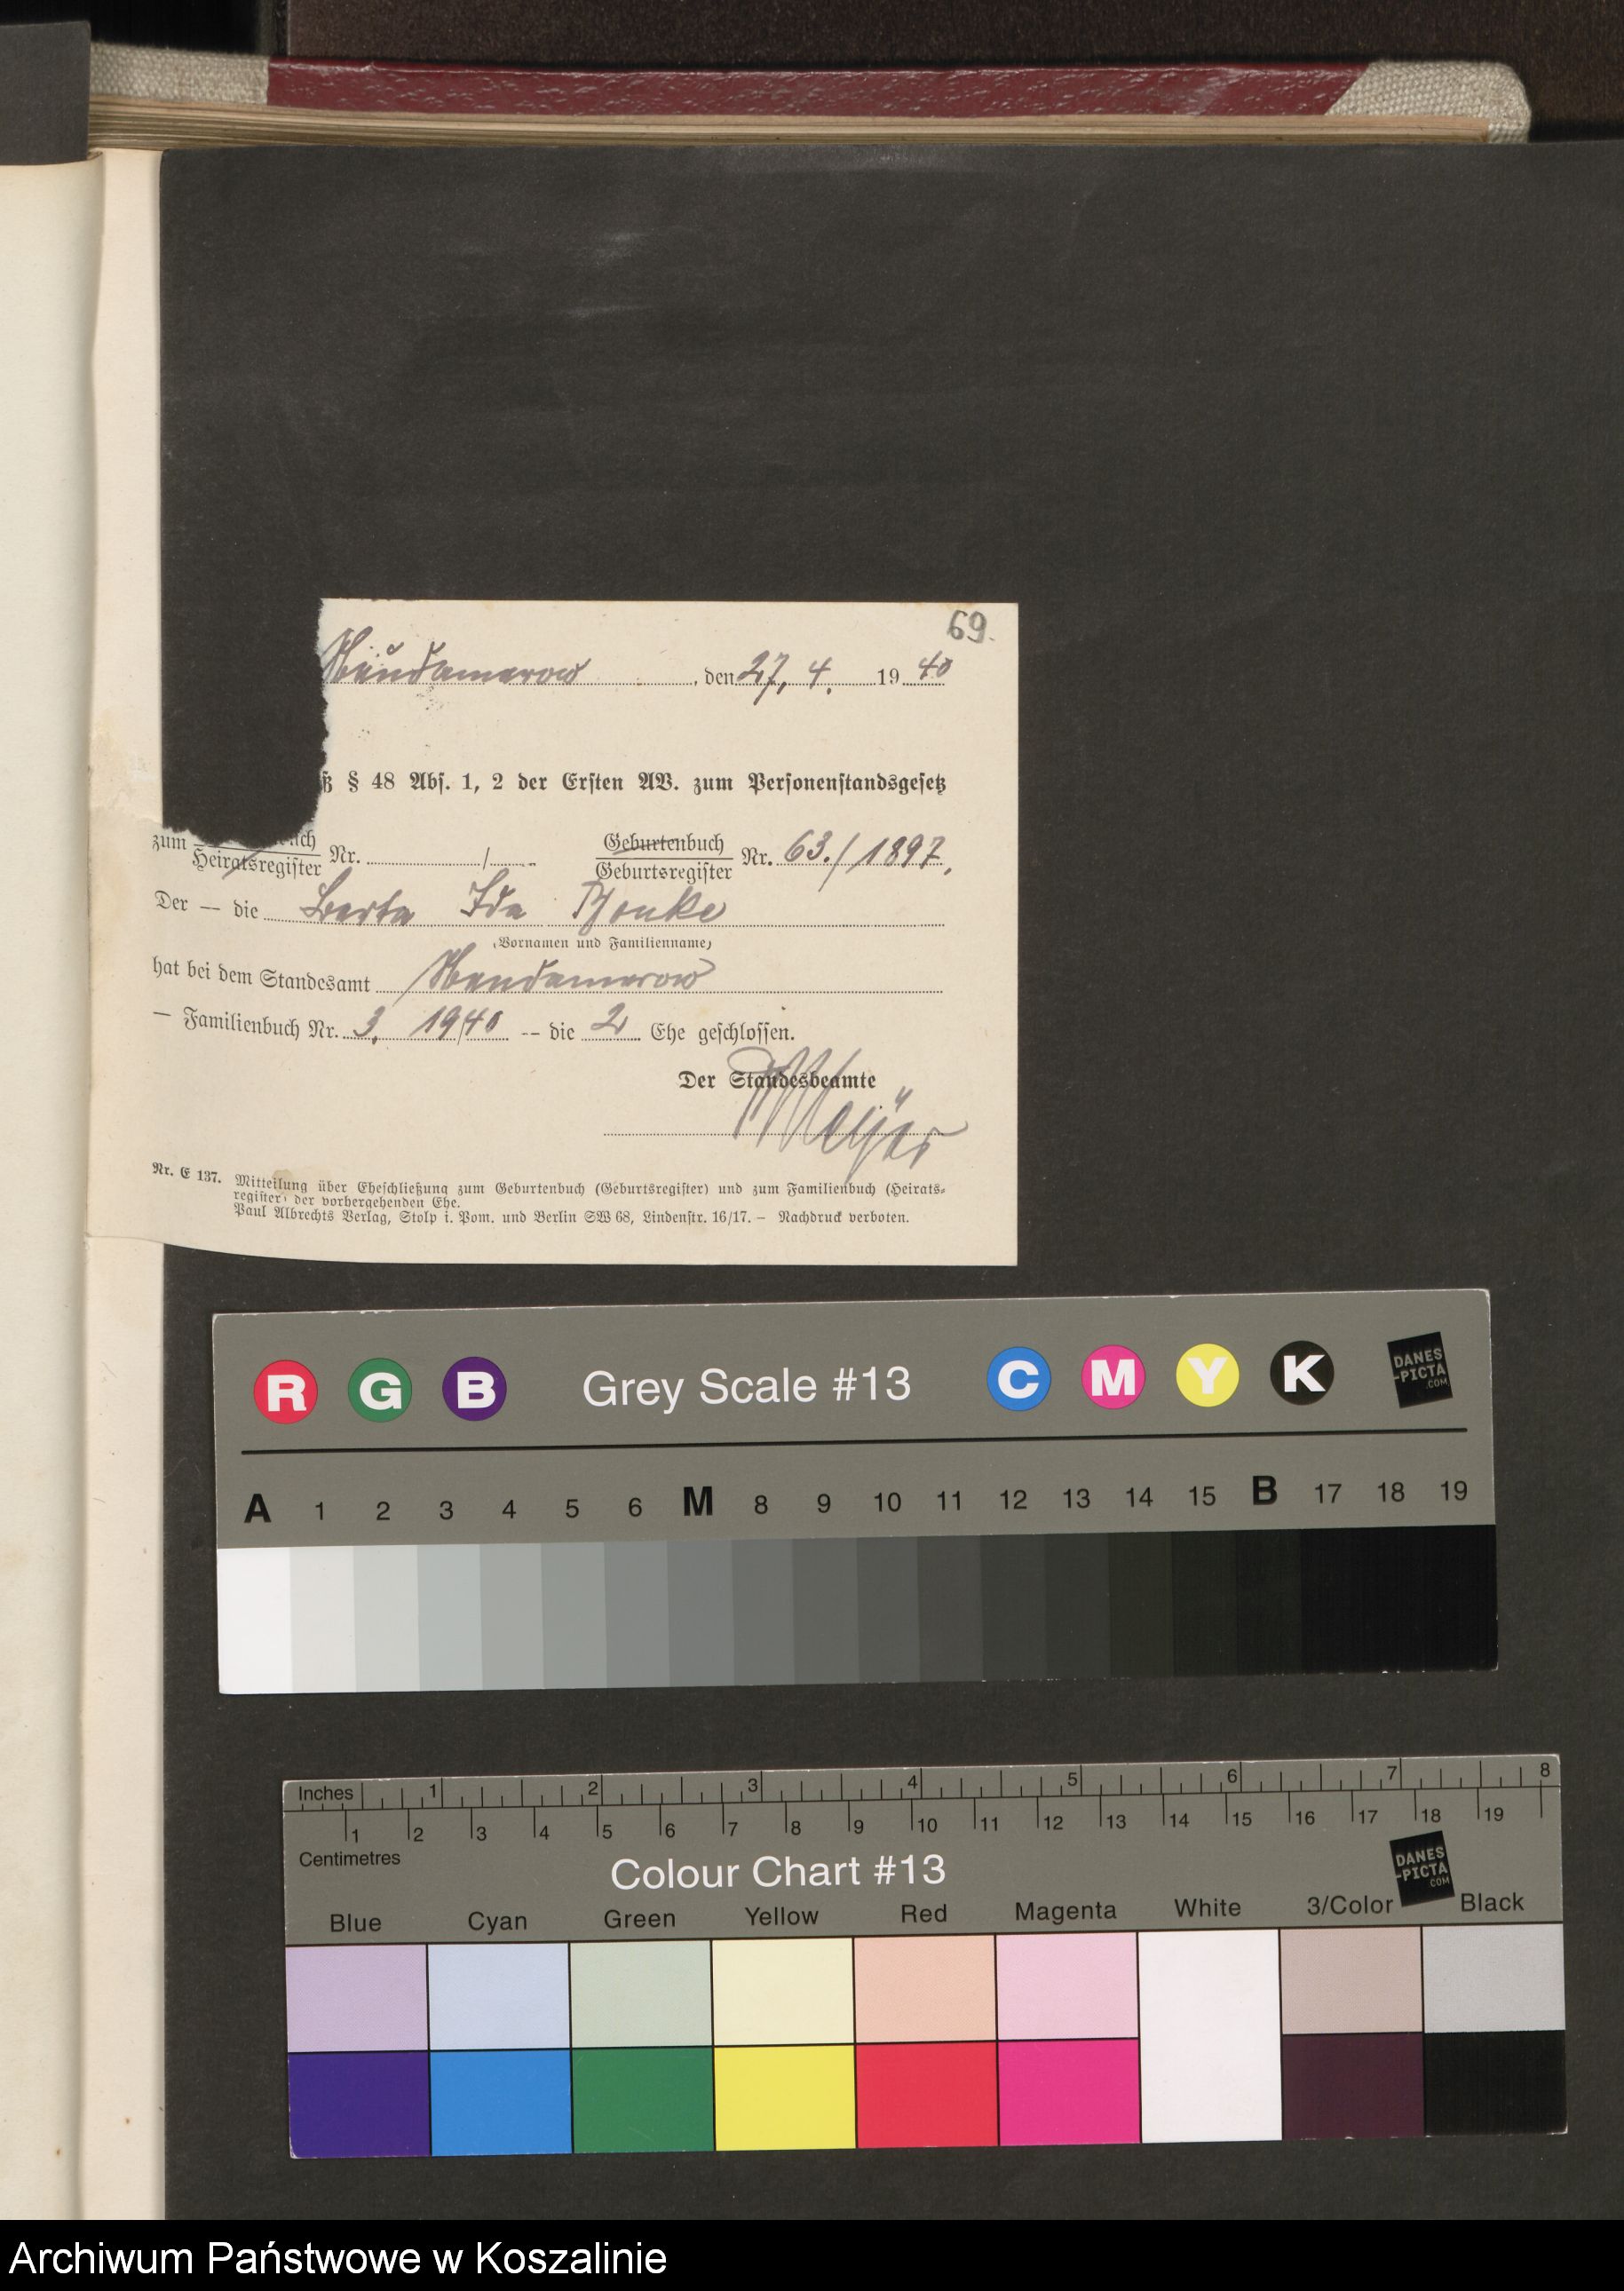 69.
, den 27. 4. 1940
ß § 48 Abs. 1, 2 der Ersten AV. zum Personenstandsgesetz
zum Heiratsregister Nr. / Geburtenbuch Geburtsregister Nr. 63./1897.
Der — die Berta Ida
(Vornamen und Familienname)
hat bei dem Standesamt
— Familienbuch Nr. 3. 19/40 -- die 2 Ehe geschlossen.
Der Standesbeamte
Meÿer
Nr. E 137. Mitteilung über Eheschließung zum Geburtenbuch (Geburtsregister) und zum Familienbuch (Heirats-
register) der vorhergehenden Ehe.
Paul Albrechts Verlag, Stolp i. Pom. und Berlin SW 68, Lindenstr. 16/17. — Nachdruck verboten.
R G B Grey Scale #13 C M Y K DANES-PICTA.COM
A 1 2 3 4 5 6 M 8 9 10 11 12 13 14 15 B 17 18 19
Inches 1 2 3 4 5 6 7 8
1 2 3 4 5 6 7 8 9 10 11 12 13 14 15 16 17 18 19
Centimetres
Colour Chart #13 DANES-PICTA.COM
Blue Cyan Green Yellow Red Magenta White 3/Color Black
Archiwum Państwowe w Koszalinie